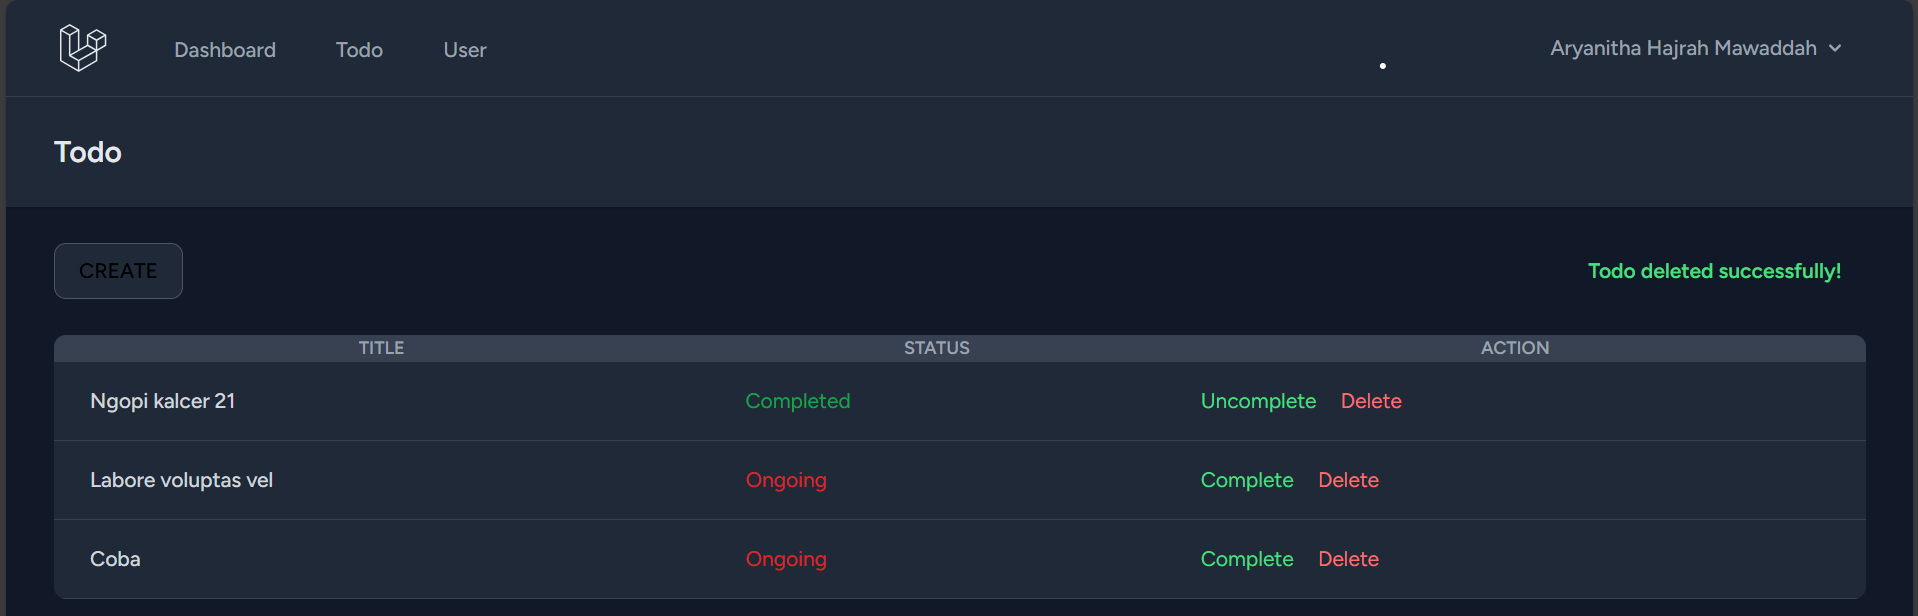 Dashboard Todo User Aryanitha Hajrah Mawaddah
Todo
CREATE Todo deleted successfully!
TITLE STATUS ACTION
Ngopi kalcer 21 Completed Uncomplete Delete
Labore voluptas vel Ongoing Complete Delete
Coba Ongoing Complete Delete